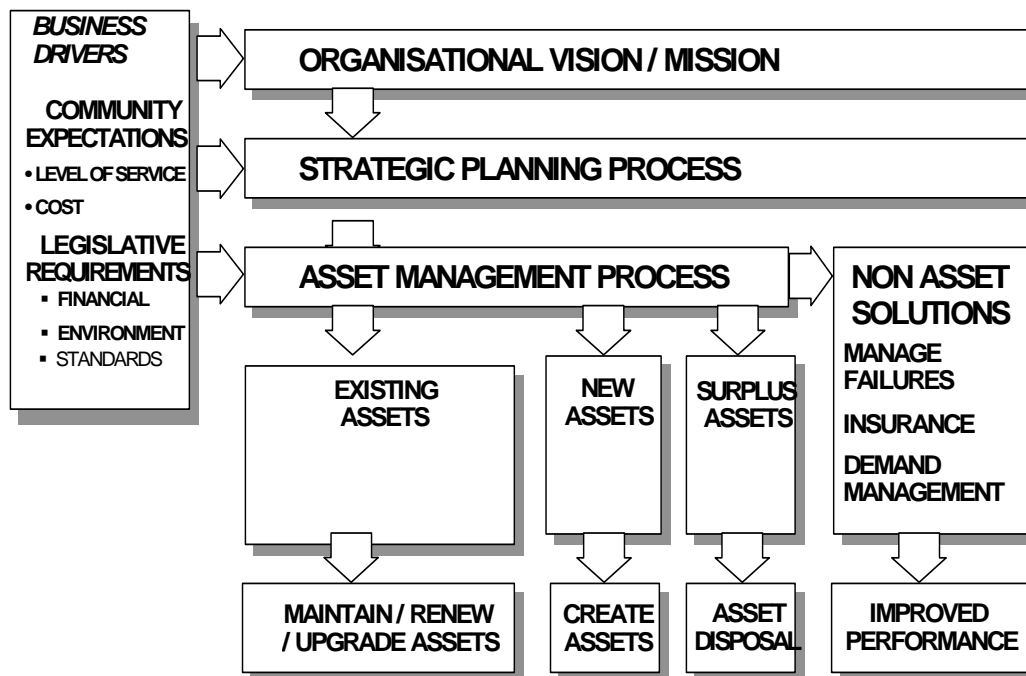 BUSINESS
DRIVERS
COMMUNITY
EXPECTATIONS
• LEVEL OF SERVICE
• COST
LEGISLATIVE
REQUIREMENTS
▪ FINANCIAL
▪ ENVIRONMENT
▪ STANDARDS
ORGANISATIONAL VISION / MISSION
STRATEGIC PLANNING PROCESS
ASSET MANAGEMENT PROCESS
NON ASSET
SOLUTIONS
MANAGE
FAILURES
INSURANCE
DEMAND
MANAGEMENT
EXISTING
ASSETS
NEW
ASSETS
SURPLUS
ASSETS
MAINTAIN / RENEW
/ UPGRADE ASSETS
CREATE
ASSETS
ASSET
DISPOSAL
IMPROVED
PERFORMANCE